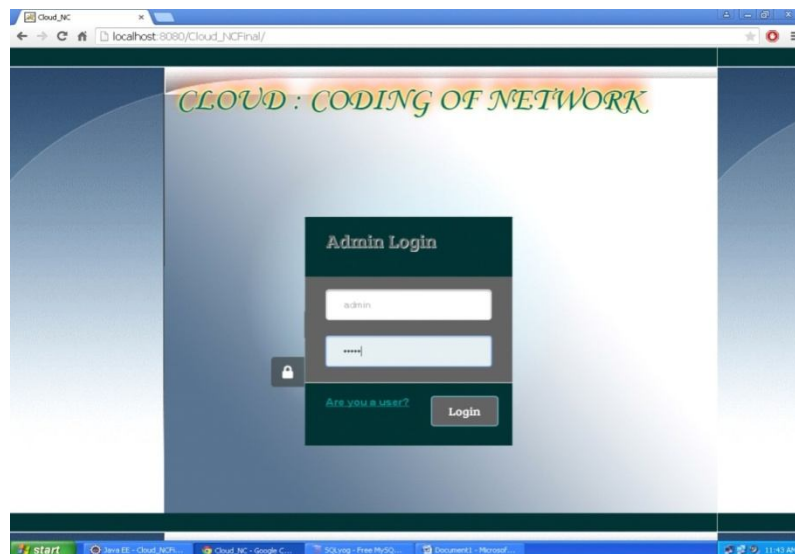 Cloud_NC
localhost:8080/Cloud_NCFinal/
CLOUD : CODING OF NETWORK
Admin Login
admin
•••••
Are you a user?
Login
start
Java EE - Cloud_NCFi...
Cloud_NC - Google C...
SQLyog - Free MySQ...
Document1 - Microsof...
11:43 AM